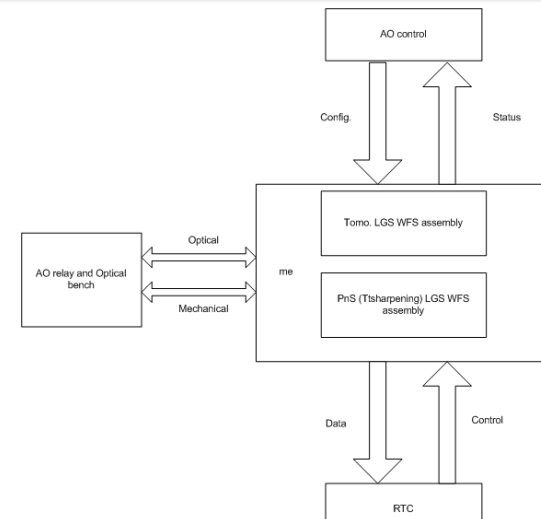 AO control
Config.
Status
Tomo. LGS WFS assembly
Optical
AO relay and Optical
bench
me
PnS (Ttsharpening) LGS WFS
assembly
Mechanical
Data
Control
RTC